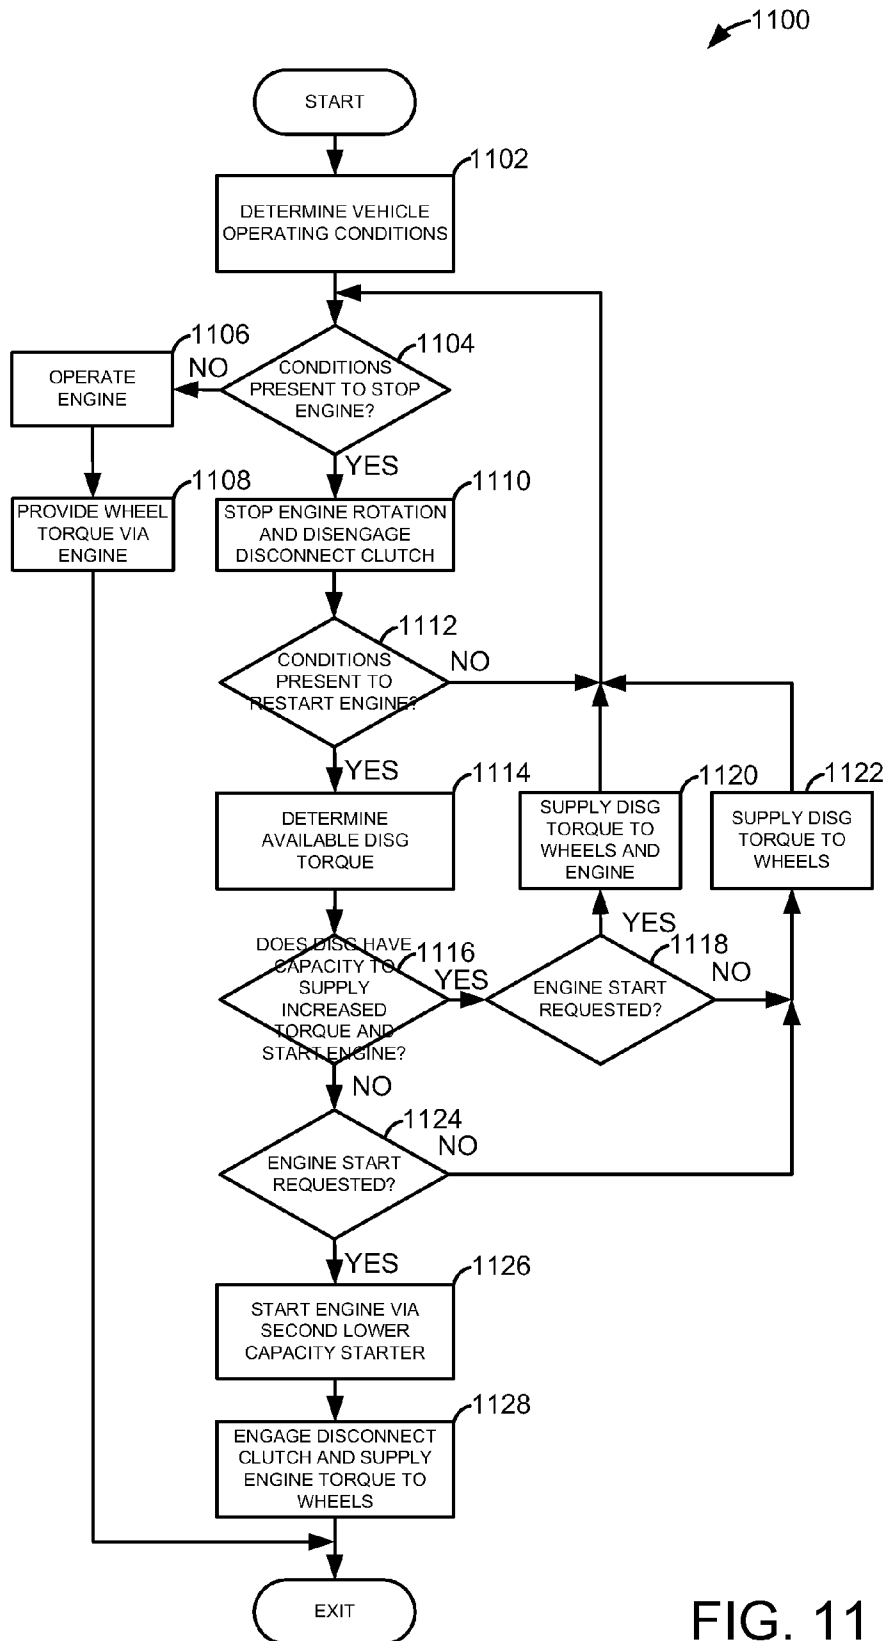 1100
START
1102
DETERMINE VEHICLE
OPERATING CONDITIONS
1106
OPERATE
ENGINE
NO
1104
CONDITIONS
PRESENT TO STOP
ENGINE?
YES
1108
PROVIDE WHEEL
TORQUE VIA
ENGINE
1110
STOP ENGINE ROTATION
AND DISENGAGE
DISCONNECT CLUTCH
1112
CONDITIONS
PRESENT TO
RESTART ENGINE?
NO
YES
1114
DETERMINE
AVAILABLE DISG
TORQUE
1120
SUPPLY DISG
TORQUE TO
WHEELS AND
ENGINE
1122
SUPPLY DISG
TORQUE TO
WHEELS
1116
DOES DISG HAVE
CAPACITY TO
SUPPLY
INCREASED
TORQUE AND
START ENGINE?
YES
YES
1118
ENGINE START
REQUESTED?
NO
NO
1124
ENGINE START
REQUESTED?
NO
YES
1126
START ENGINE VIA
SECOND LOWER
CAPACITY STARTER
1128
ENGAGE DISCONNECT
CLUTCH AND SUPPLY
ENGINE TORQUE TO
WHEELS
EXIT
FIG. 11